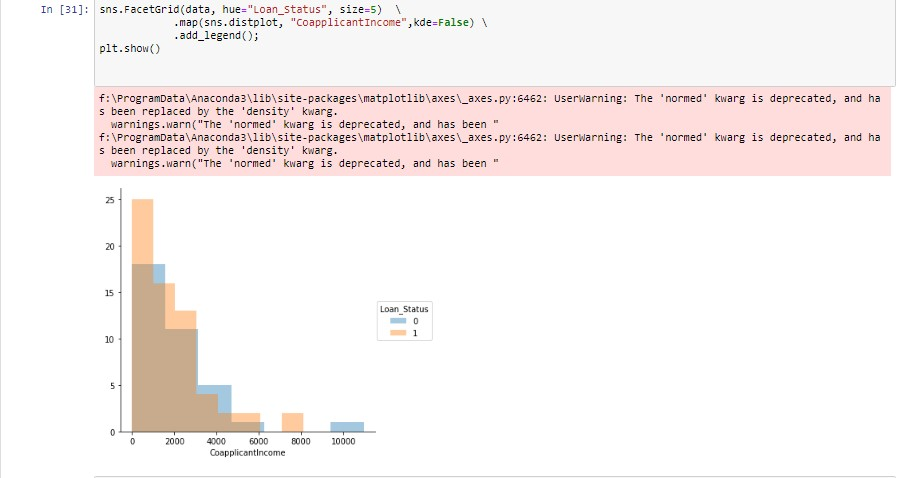 In [31]: sns.FacetGrid(data, hue="Loan_Status", size=5) \
.map(sns.distplot, "CoapplicantIncome",kde=False) \
.add_legend();
plt.show()
f:\ProgramData\Anaconda3\lib\site-packages\matplotlib\axes\_axes.py:6462: UserWarning: The 'normed' kwarg is deprecated, and ha
s been replaced by the 'density' kwarg.
warnings.warn("The 'normed' kwarg is deprecated, and has been "
f:\ProgramData\Anaconda3\lib\site-packages\matplotlib\axes\_axes.py:6462: UserWarning: The 'normed' kwarg is deprecated, and ha
s been replaced by the 'density' kwarg.
warnings.warn("The 'normed' kwarg is deprecated, and has been "
25
20
15
10
5
0
Loan_Status
0
1
0 2000 4000 6000 8000 10000
CoapplicantIncome